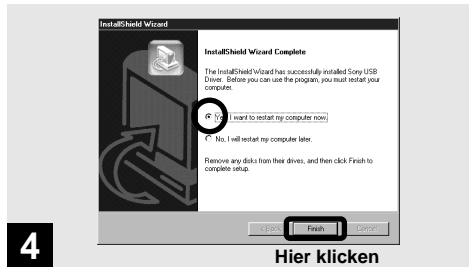 InstallShield Wizard
InstallShield Wizard Complete
The InstallShield Wizard has successfully installed Sony USB
Driver. Before you can use the program, you must restart your
computer.
Yes, I want to restart my computer now.
No, I will restart my computer later.
Remove any disks from their drives, and then click Finish to
complete setup.
< Back Finish Cancel
4
Hier klicken